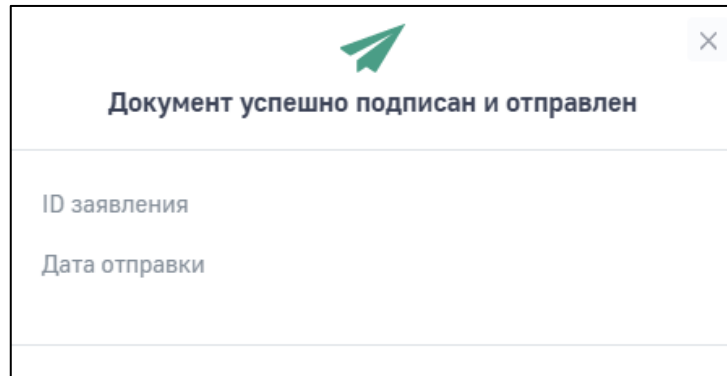 Документ успешно подписан и отправлен
ID заявления
Дата отправки